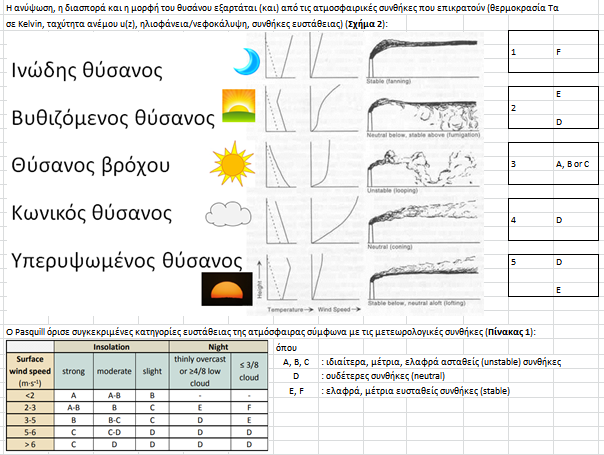 Η ανύψωση, η διασπορά και η μορφή του θυσάνου εξαρτάται (και) από τις ατμοσφαιρικές συνθήκες που επικρατούν (θερμοκρασία Τα
σε Kelvin, ταχύτητα ανέμου u(z), ηλιοφάνεια/νεφοκάλυψη, συνθήκες ευστάθειας) (Σχήμα 2):
Ινώδης θύσανος
Stable (fanning)
1 F
Βυθιζόμενος θύσανος
Neutral below, stable above (fumigation)
E
2
D
Θύσανος βρόχου
Unstable (looping)
3 A, B or C
Κωνικός θύσανος
Neutral (coning)
4 D
Υπερυψωμένος θύσανος
Height
Temperature Wind Speed
Stable below, neutral aloft (lofting)
5 D
E
Ο Pasquill όρισε συγκεκριμένες κατηγορίες ευστάθειας της ατμόσφαιρας σύμφωνα με τις μετεωρολογικές συνθήκες (Πίνακας 1):
Surface wind speed (m·s-1) Insolation Night
strong moderate slight thinly overcast or ≥4/8 low cloud ≤ 3/8 cloud
<2 A A-B B - -
2-3 A-B B C E F
3-5 B B-C C D E
5-6 C C-D D D D
> 6 C D D D D
όπου
A, B, C : ιδιαίτερα, μέτρια, ελαφρά ασταθείς (unstable) συνθήκες
D : ουδέτερες συνθήκες (neutral)
E, F : ελαφρά, μέτρια ευσταθείς συνθήκες (stable)